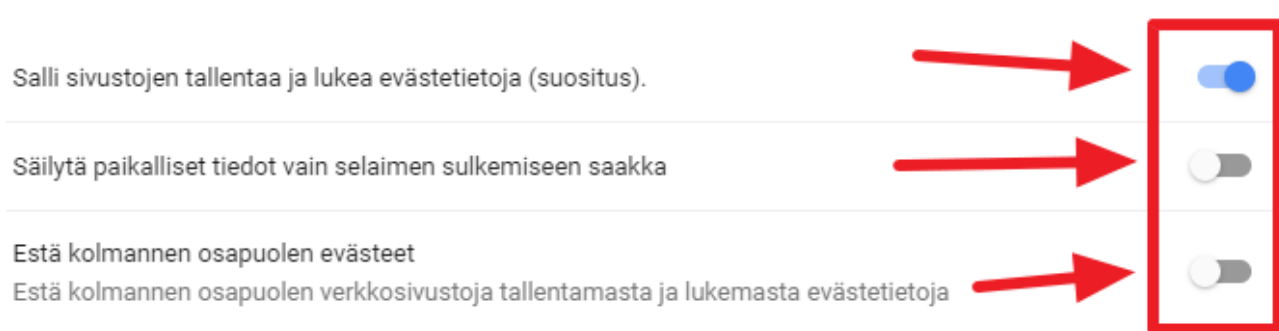 Salli sivustojen tallentaa ja lukea evästetietoja (suositus).
Säilytä paikalliset tiedot vain selaimen sulkemiseen saakka
Estä kolmannen osapuolen evästeet
Estä kolmannen osapuolen verkkosivustoja tallentamasta ja lukemasta evästetietoja